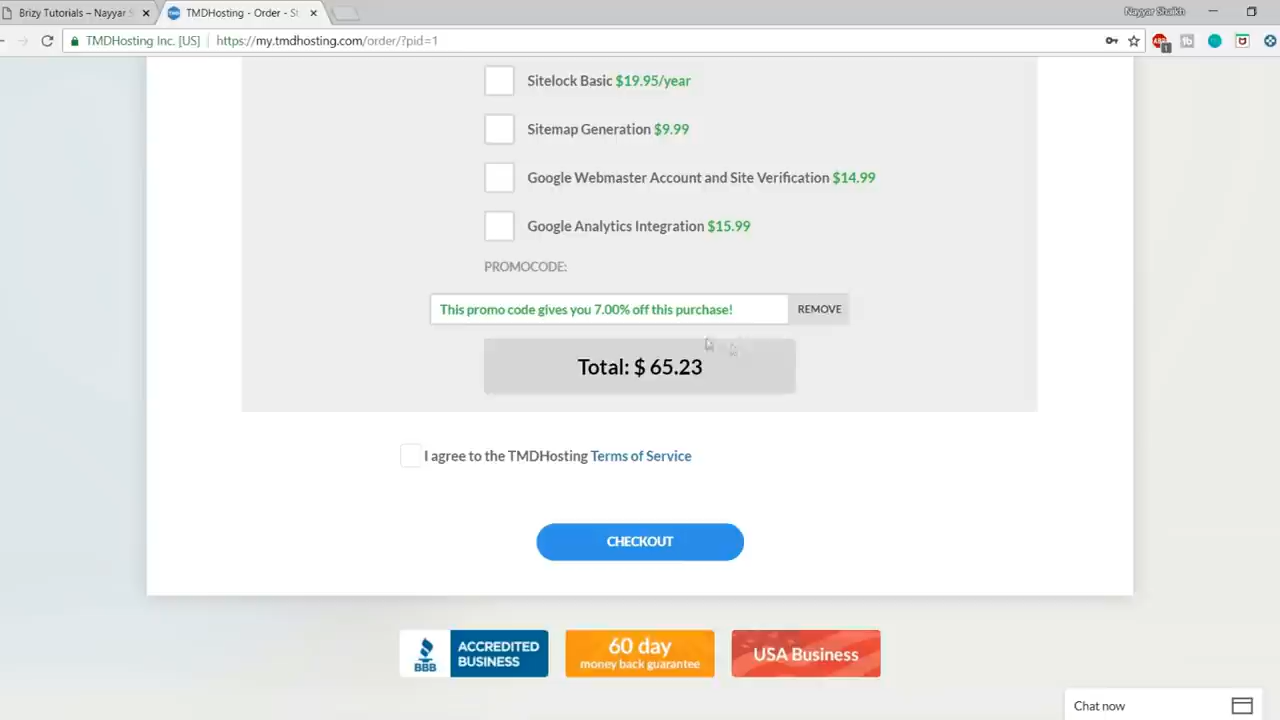 Brizy Tutorials – Nayyar S
TMDHosting - Order - St
Nayyar Shaikh
TMDHosting Inc. [US]
https://my.tmdhosting.com/order/?pid=1
Sitelock Basic $19.95/year
Sitemap Generation $9.99
Google Webmaster Account and Site Verification $14.99
Google Analytics Integration $15.99
PROMOCODE:
This promo code gives you 7.00% off this purchase!
REMOVE
Total: $ 65.23
I agree to the TMDHosting Terms of Service
CHECKOUT
BBB
ACCREDITED
BUSINESS
60 day
money back guarantee
USA Business
Chat now